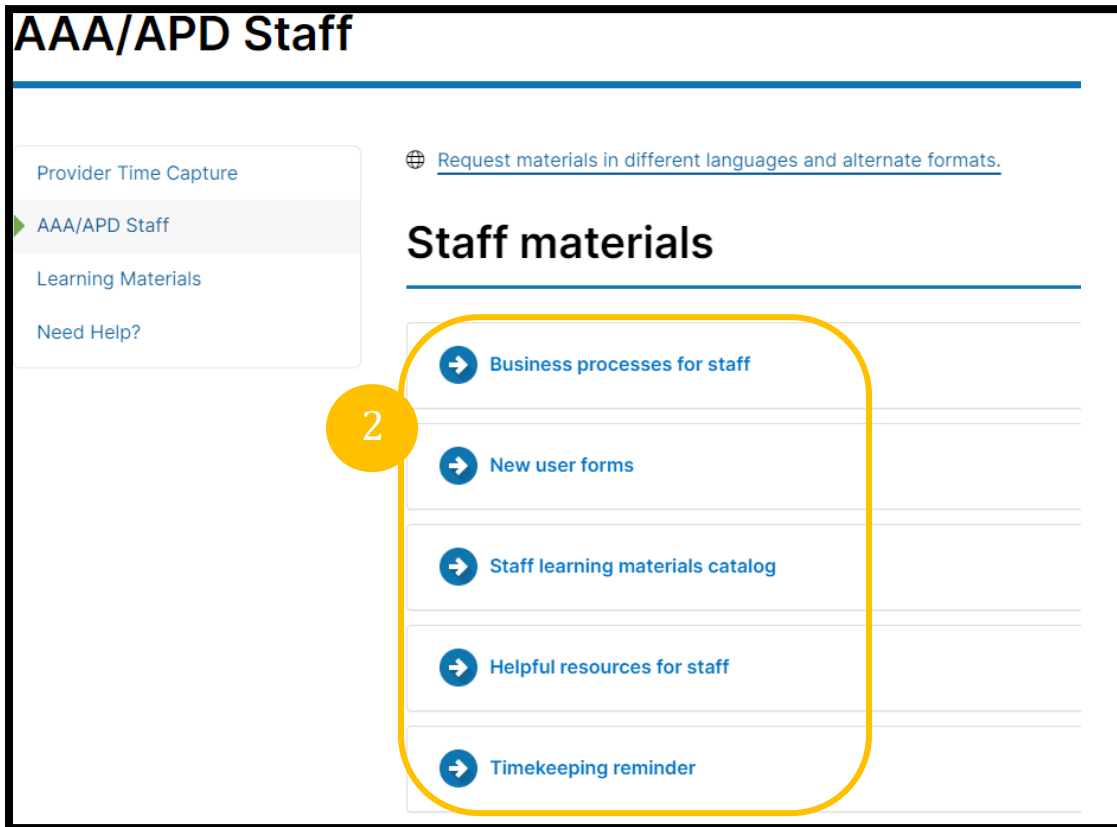 AAA/APD Staff
Provider Time Capture
AAA/APD Staff
Learning Materials
Need Help?
Request materials in different languages and alternate formats.
Staff materials
2
Business processes for staff
New user forms
Staff learning materials catalog
Helpful resources for staff
Timekeeping reminder